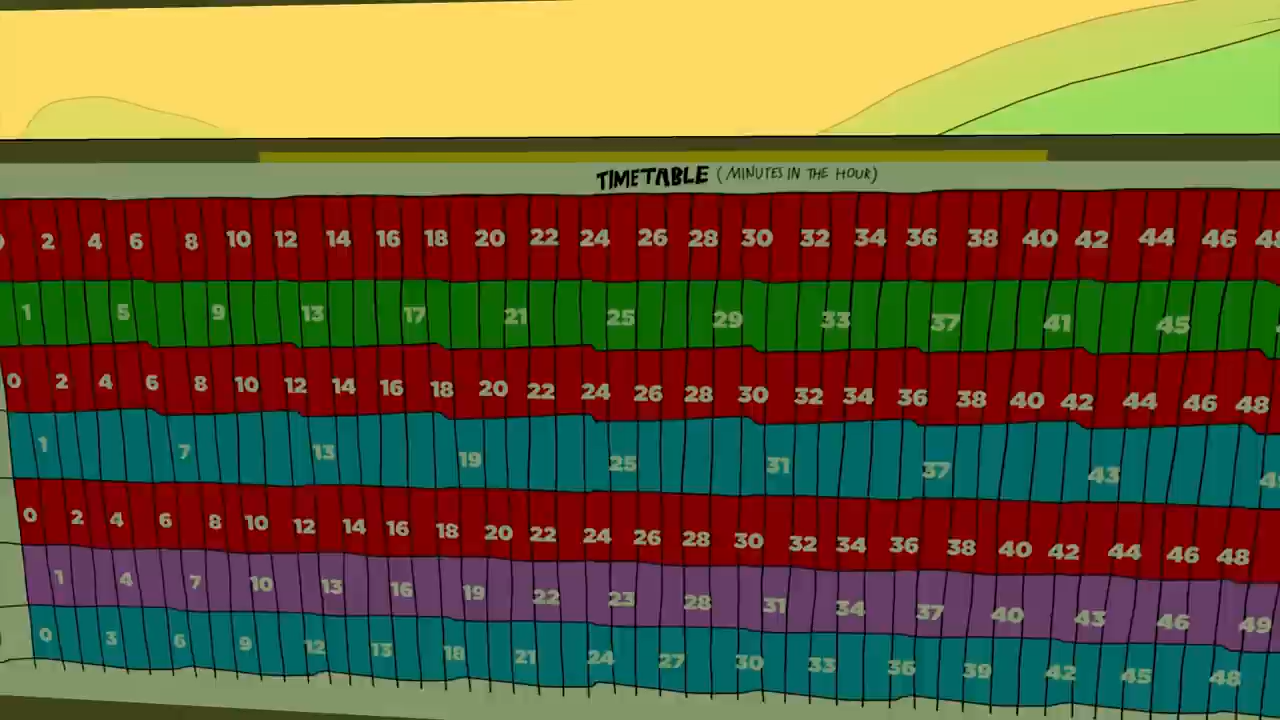 TIMETABLE (MINUTES IN THE HOUR)
2 4 6 8 10 12 14 16 18 20 22 24 26 28 30 32 34 36 38 40 42 44 46
1 5 9 13 17 21 25 29 33 37 41 45
0 2 4 6 8 10 12 14 16 18 20 22 24 26 28 30 32 34 36 38 40 42 44 46 48
1 7 13 19 25 31 37 43
0 2 4 6 8 10 12 14 16 18 20 22 24 26 28 30 32 34 36 38 40 42 44 46 48
1 4 7 10 13 16 19 22 23 28 31 34 37 40 43 46 49
0 3 6 9 12 13 18 21 24 27 30 33 36 39 42 45 48